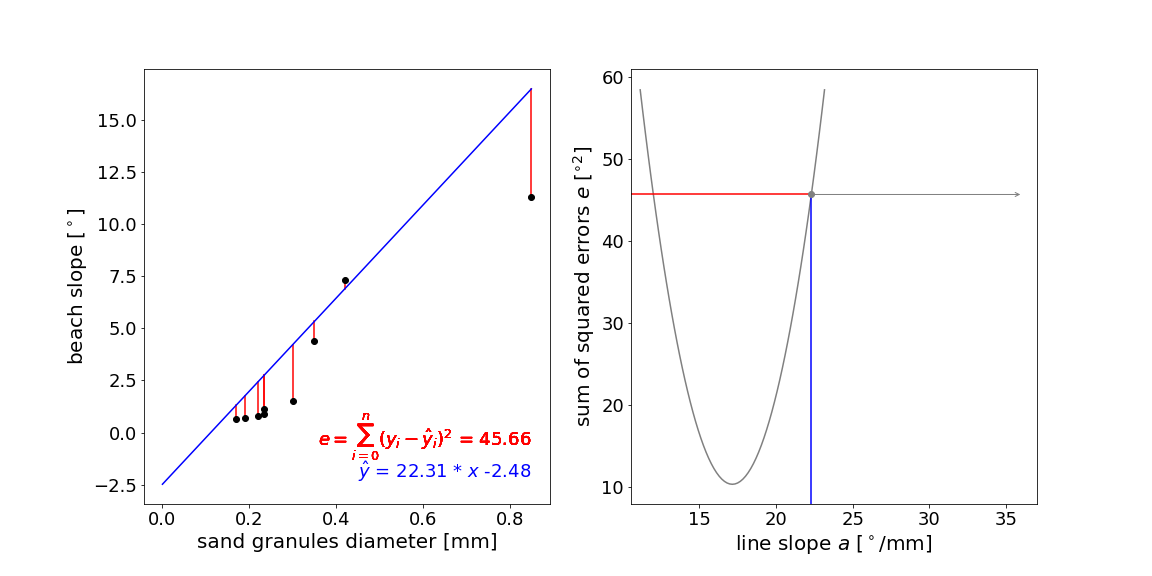 beach slope [°]
15.0
12.5
10.0
7.5
5.0
2.5
0.0
−2.5
0.0 0.2 0.4 0.6 0.8
sand granules diameter [mm]
e = ∑ⁿᵢ₌₀ (yᵢ − ŷᵢ)² = 45.66
ŷ = 22.31 * x -2.48
sum of squared errors e [°²]
60
50
40
30
20
10
15 20 25 30 35
line slope a [°/mm]